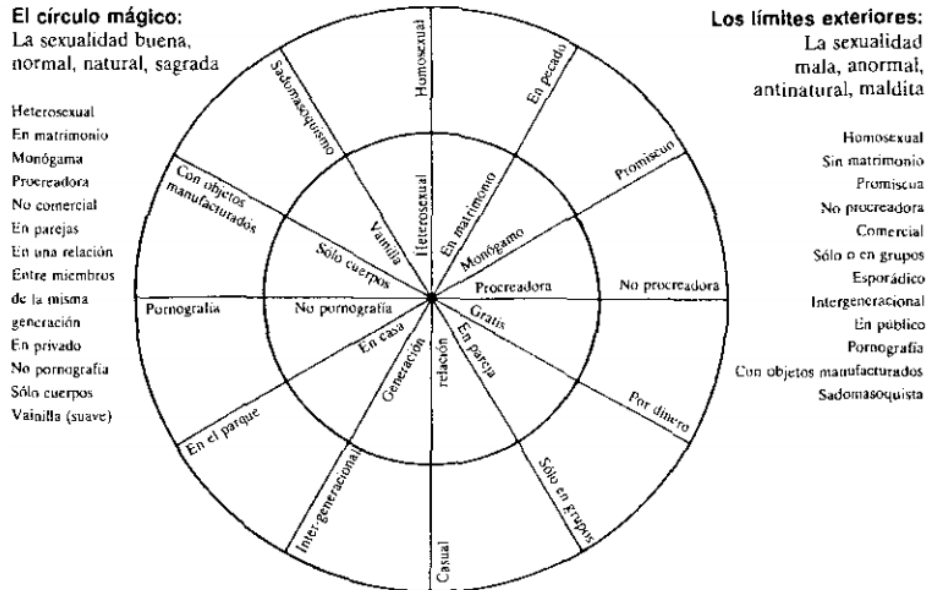 El círculo mágico:
La sexualidad buena,
normal, natural, sagrada
Heterosexual
En matrimonio
Monógama
Procreadora
No comercial
En parejas
En una relación
Entre miembros
de la misma
generación
En privado
No pornografía
Sólo cuerpos
Vainilla (suave)
Homosexual
En pecado
Promiscuo
No procreadora
Por dinero
Sólo en grupos
Casual
Inter-generacional
En el parque
Pornografía
Con objetos
manufacturados
Sadomasoquismo
Heterosexual
En matrimonio
Monógamo
Procreadora
Gratis
En pareja
relación
Generación
En casa
No pornografía
Sólo cuerpos
Vainilla
Los límites exteriores:
La sexualidad
mala, anormal,
antinatural, maldita
Homosexual
Sin matrimonio
Promiscua
No procreadora
Comercial
Sólo o en grupos
Esporádico
Intergeneracional
En público
Pornografía
Con objetos manufacturados
Sadomasoquista